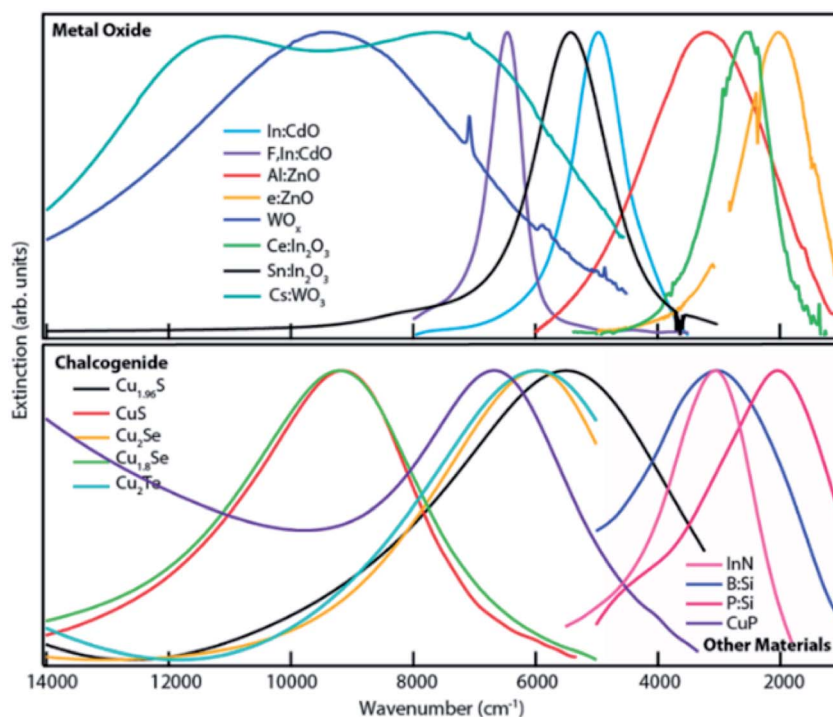 Metal Oxide
In:CdO
F,In:CdO
Al:ZnO
e:ZnO
WOₓ
Ce:In₂O₃
Sn:In₂O₃
Cs:WO₃
Extinction (arb. units)
Chalcogenide
Cu₁.₉₆S
CuS
Cu₂Se
Cu₁.₈Se
Cu₂Te
InN
B:Si
P:Si
CuP
Other Materials
14000 12000 10000 8000 6000 4000 2000
Wavenumber (cm⁻¹)